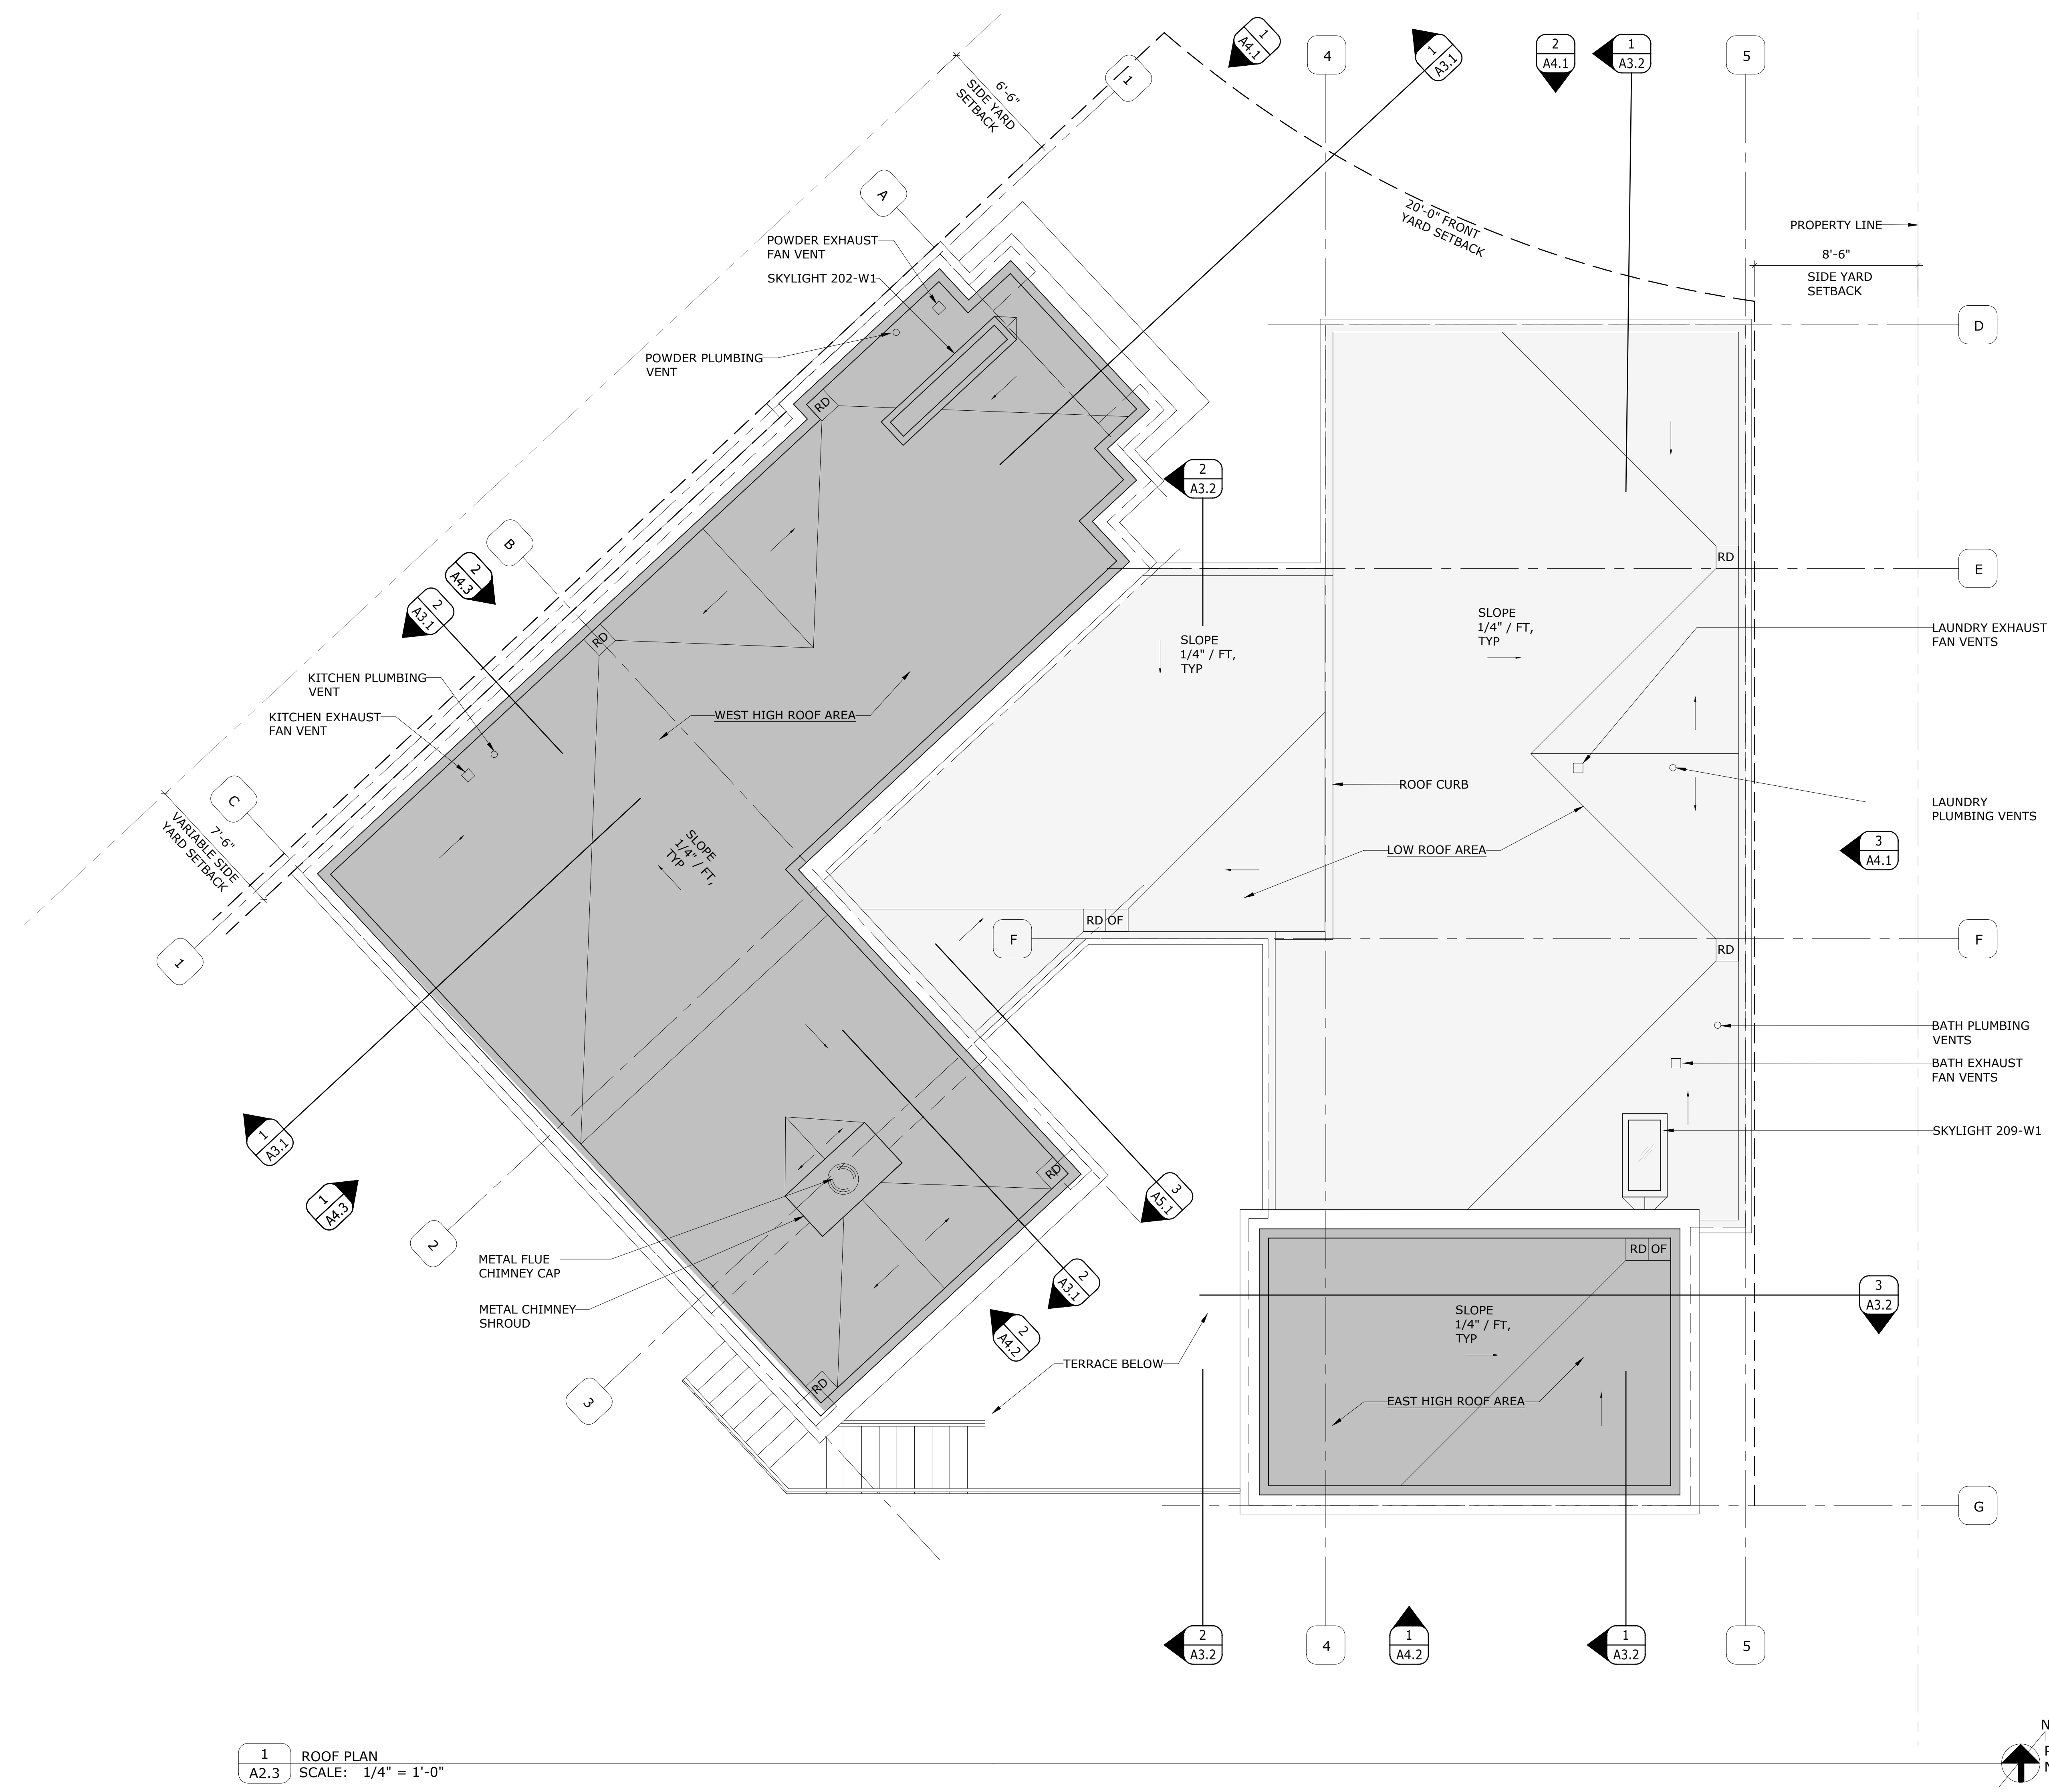 1
A4.1
4
1
A3.1
2
A4.1
1
A3.2
5
6'-6"
SIDE YARD
SETBACK
1
A
20'-0" FRONT
YARD SETBACK
PROPERTY LINE
8'-6"
SIDE YARD
SETBACK
POWDER EXHAUST
FAN VENT
SKYLIGHT 202-W1
D
POWDER PLUMBING
VENT
RD
2
A3.2
B
RD
E
2
A4.3
2
A3.1
RD
SLOPE
1/4" / FT,
TYP
SLOPE
1/4" / FT,
TYP
LAUNDRY EXHAUST
FAN VENTS
KITCHEN PLUMBING
VENT
KITCHEN EXHAUST
FAN VENT
WEST HIGH ROOF AREA
C
7'-6"
VARIABLE SIDE
YARD SETBACK
ROOF CURB
LAUNDRY
PLUMBING VENTS
SLOPE
1/4" / FT,
TYP
LOW ROOF AREA
3
A4.1
RD
OF
F
F
RD
1
BATH PLUMBING
VENTS
BATH EXHAUST
FAN VENTS
1
A3.1
SKYLIGHT 209-W1
RD
3
A5.1
1
A4.3
2
METAL FLUE
CHIMNEY CAP
METAL CHIMNEY
SHROUD
2
A3.1
RD
OF
3
A3.2
SLOPE
1/4" / FT,
TYP
2
A4.2
TERRACE BELOW
RD
3
EAST HIGH ROOF AREA
G
2
A3.2
4
1
A4.2
1
A3.2
5
1
A2.3
ROOF PLAN
SCALE: 1/4" = 1'-0"